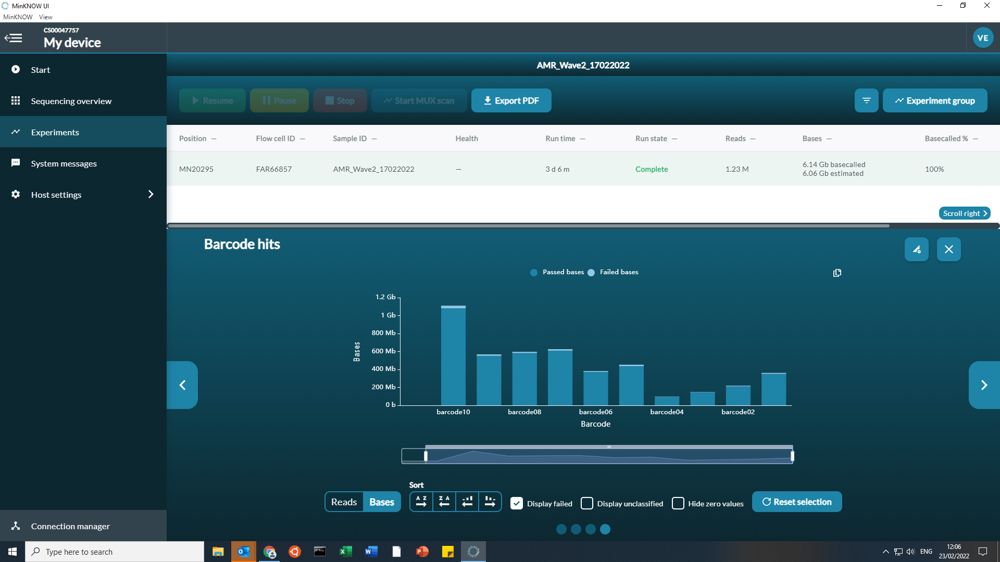 MinKNOW UI
MinKNOW View
CS00047757
My device
VE
Start
Sequencing overview
Experiments
System messages
Host settings
Connection manager
AMR_Wave2_17022022
Resume Pause Stop Start MUX scan Export PDF Experiment group
Position Flow cell ID Sample ID Health Run time Run state Reads Bases Basecalled %
MN20295 FAR66857 AMR_Wave2_17022022 — 3 d 6 m Complete 1.23 M 6.14 Gb basecalled 100%
6.06 Gb estimated
Scroll right
Barcode hits
Passed bases Failed bases
1.2 Gb
1 Gb
800 Mb
600 Mb
400 Mb
200 Mb
0 b
Bases
barcode10 barcode08 barcode06 barcode04 barcode02
Barcode
Sort
Reads Bases A Z Z A Display failed Display unclassified Hide zero values Reset selection
Type here to search
ENG
12:06
23/02/2022